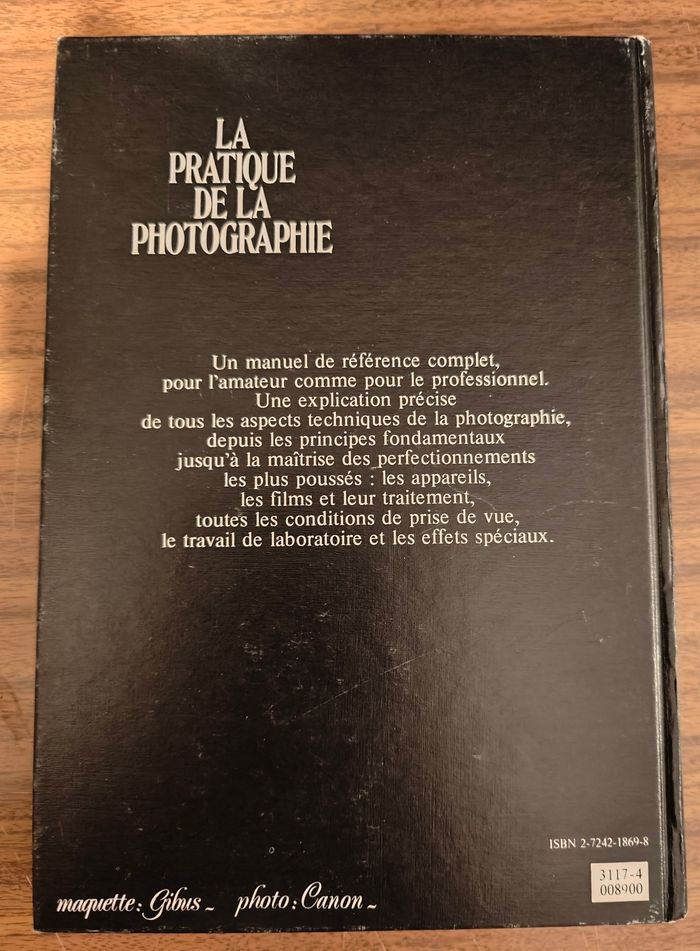 LA
PRATIQUE
DE LA
PHOTOGRAPHIE
Un manuel de référence complet,
pour l'amateur comme pour le professionnel.
Une explication précise
de tous les aspects techniques de la photographie,
depuis les principes fondamentaux
jusqu'à la maîtrise des perfectionnements
les plus poussés : les appareils,
les films et leur traitement,
toutes les conditions de prise de vue,
le travail de laboratoire et les effets spéciaux.
ISBN 2-7242-1869-8
3117-4
008900
maquette : Gibus ~ photo : Canon ~